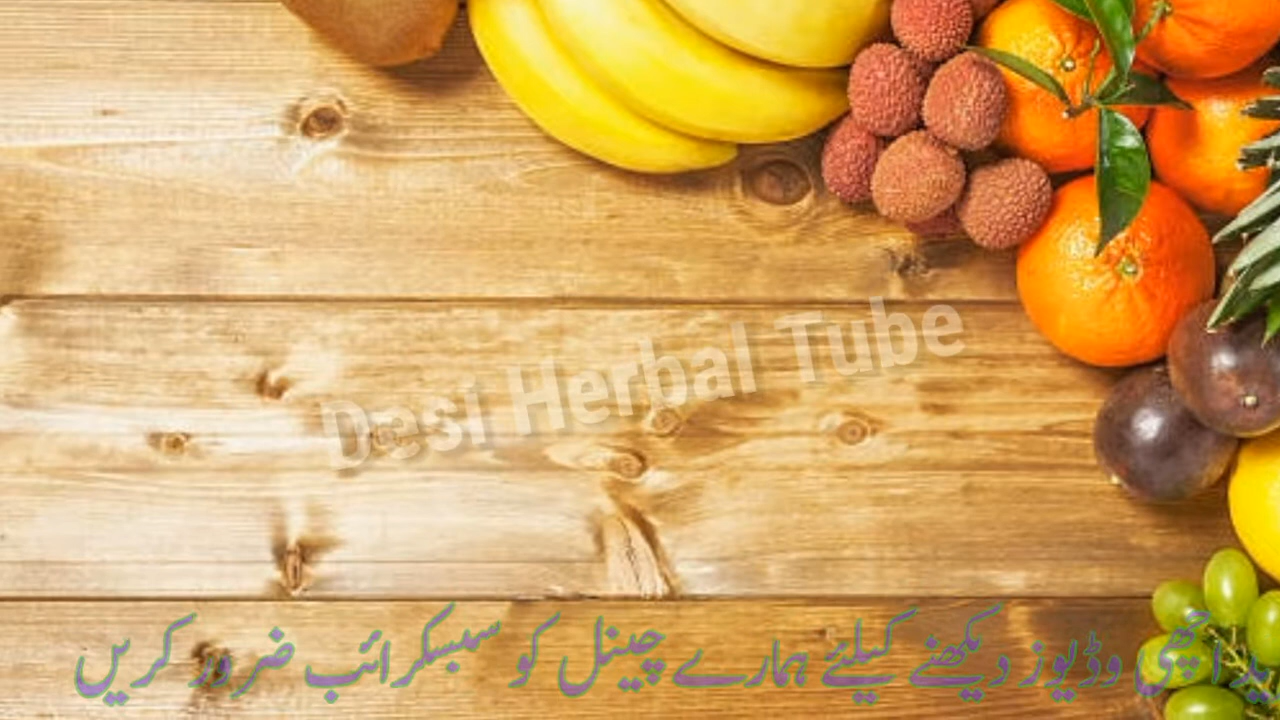 Desi Herbal Tube
اچھی وڈیوز دیکھنے کیلئے ہمارے چینل کو سبسکرائب ضرور کریں